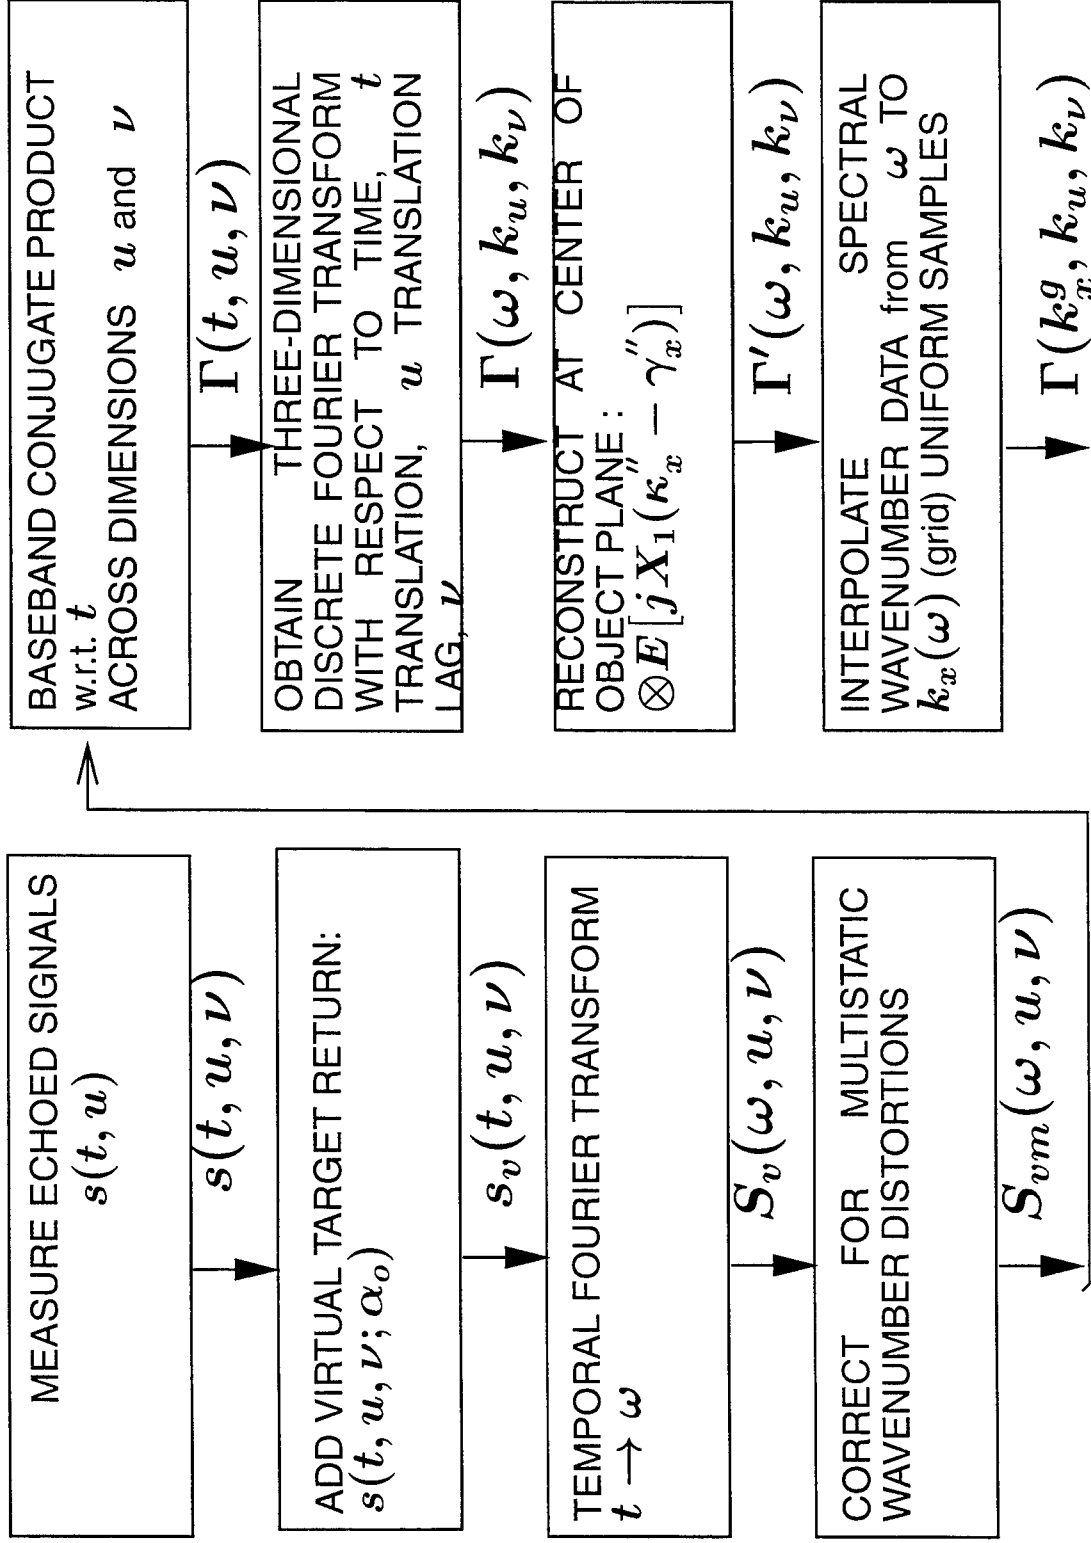 MEASURE ECHOED SIGNALS
s(t, u)
s(t, u, ν)
ADD VIRTUAL TARGET RETURN:
s(t, u, ν; α_o)
s_v(t, u, ν)
TEMPORAL FOURIER TRANSFORM
t → ω
S_v(ω, u, ν)
CORRECT FOR MULTISTATIC
WAVENUMBER DISTORTIONS
S_{vm}(ω, u, ν)
BASEBAND CONJUGATE PRODUCT
w.r.t. t
ACROSS DIMENSIONS u and ν
Γ(t, u, ν)
OBTAIN THREE-DIMENSIONAL
DISCRETE FOURIER TRANSFORM
WITH RESPECT TO TIME, t
TRANSLATION, u TRANSLATION
LAG, ν
Γ(ω, k_u, k_ν)
RECONSTRUCT AT CENTER OF
OBJECT PLANE :
⊗E[jX_1(κ''_x − γ''_x)]
Γ'(ω, k_u, k_ν)
INTERPOLATE SPECTRAL
WAVENUMBER DATA from ω TO
k_x(ω) (grid) UNIFORM SAMPLES
Γ(k^g_x, k_u, k_ν)